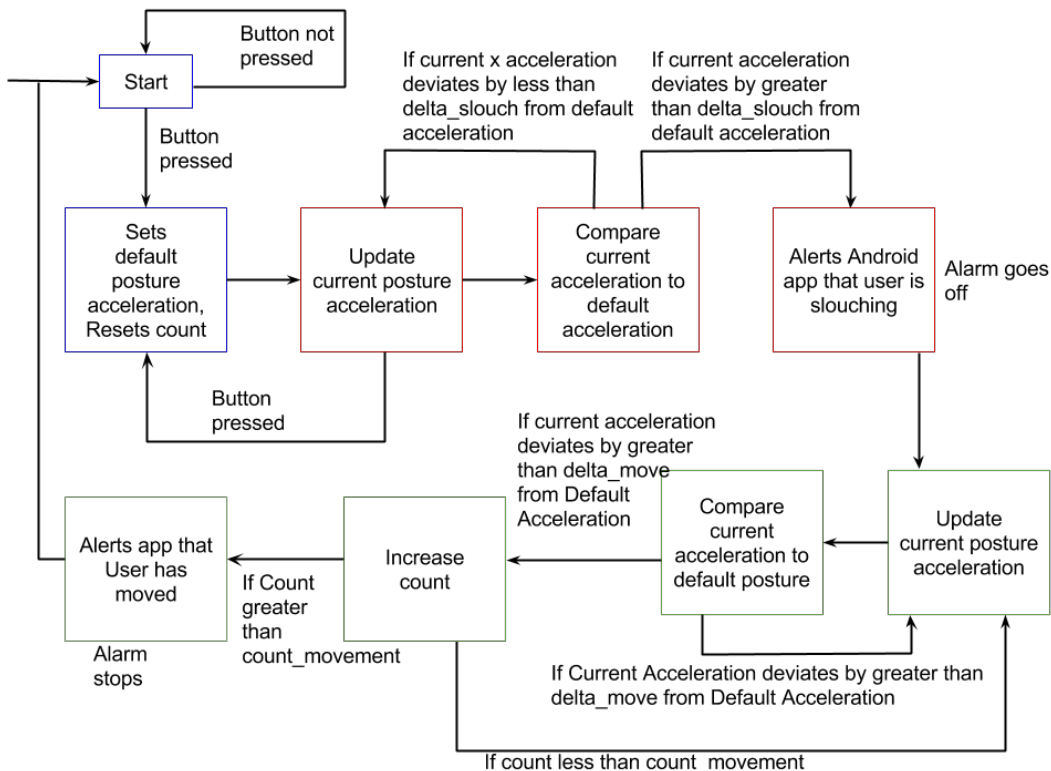 Button not
pressed
Start
If current x acceleration
deviates by less than
delta_slouch from default
acceleration
If current acceleration
deviates by greater
than delta_slouch from
default acceleration
Button
pressed
Sets
default
posture
acceleration,
Resets count
Update
current posture
acceleration
Compare
current
acceleration to
default
acceleration
Alerts Android
app that user is
slouching
Alarm goes
off
Button
pressed
If current acceleration
deviates by greater
than delta_move
from Default
Acceleration
Alerts app that
User has
moved
If Count
greater
than
count_movement
Increase
count
Compare
current
acceleration to
default posture
Update
current posture
acceleration
Alarm
stops
If Current Acceleration deviates by greater than
delta_move from Default Acceleration
If count less than count_movement